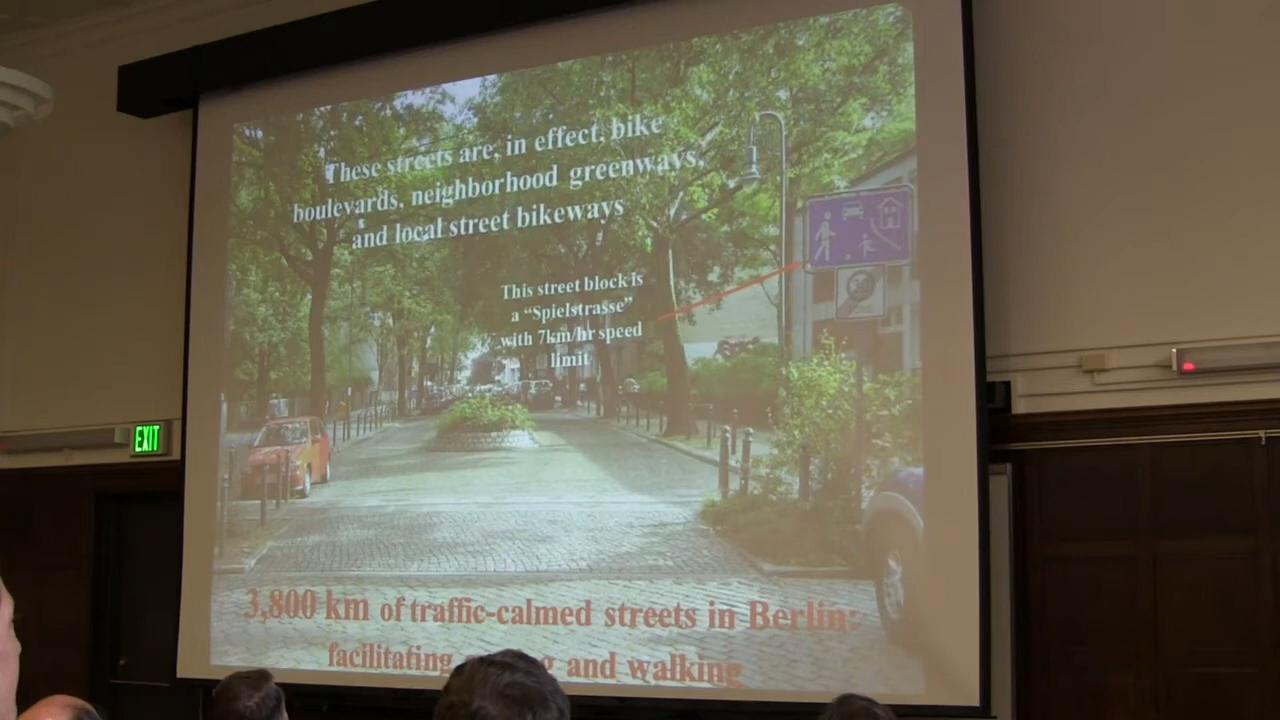 These streets are, in effect, bike
boulevards, neighborhood greenways,
and local street bikeways
This street block is
a “Spielstrasse”
with 7km/hr speed
limit
EXIT
3,800 km of traffic-calmed streets in Berlin:
facilitating and walking